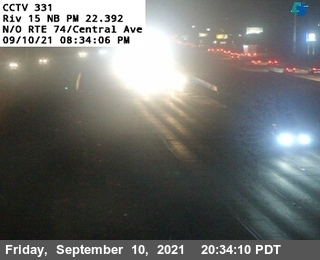 CCTV 331
Riv 15 NB PM 22.392
N/O RTE 74/Central Ave
09/10/21 08:34:06 PM
Friday, September 10, 2021 20:34:10 PDT